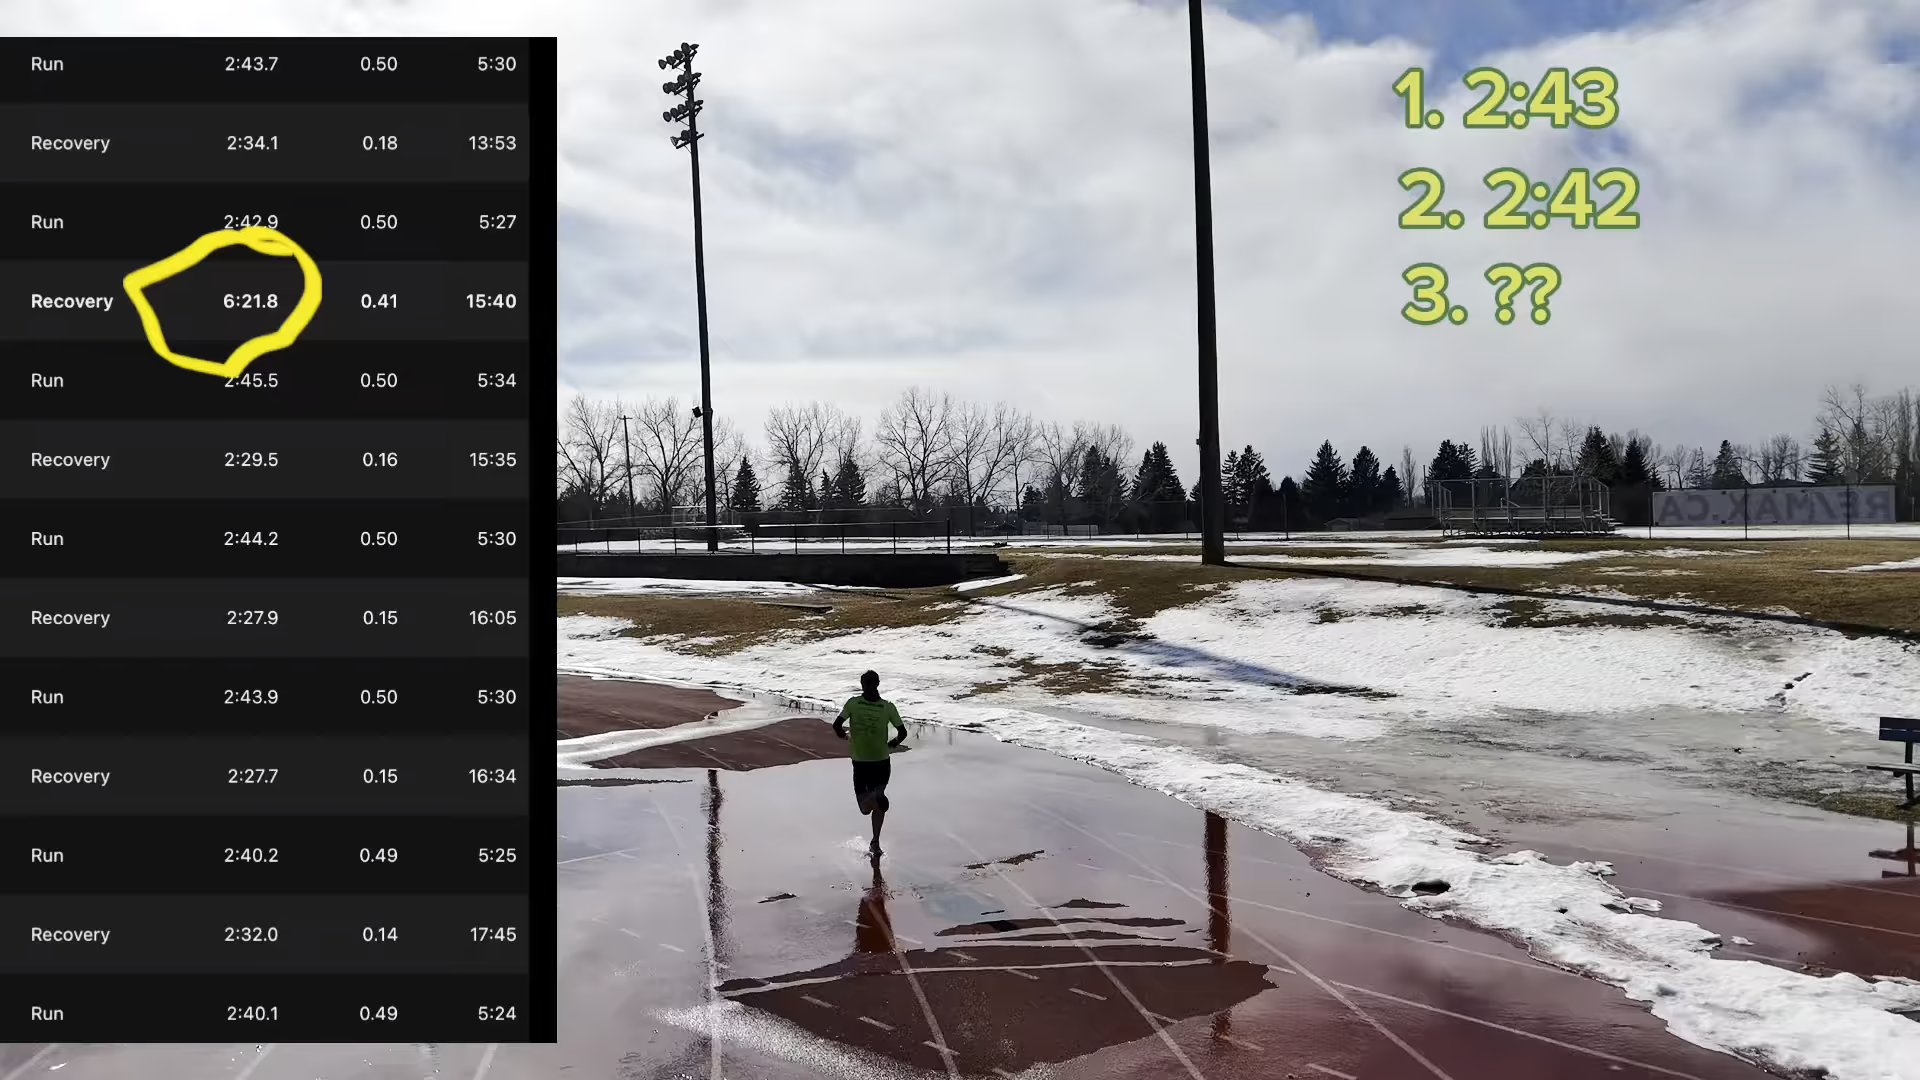 Run 2:43.7 0.50 5:30
Recovery 2:34.1 0.18 13:53
Run 2:42.9 0.50 5:27
Recovery 6:21.8 0.41 15:40
Run 2:45.5 0.50 5:34
Recovery 2:29.5 0.16 15:35
Run 2:44.2 0.50 5:30
Recovery 2:27.9 0.15 16:05
Run 2:43.9 0.50 5:30
Recovery 2:27.7 0.15 16:34
Run 2:40.2 0.49 5:25
Recovery 2:32.0 0.14 17:45
Run 2:40.1 0.49 5:24
1. 2:43
2. 2:42
3. ??
RE/MAX.CA